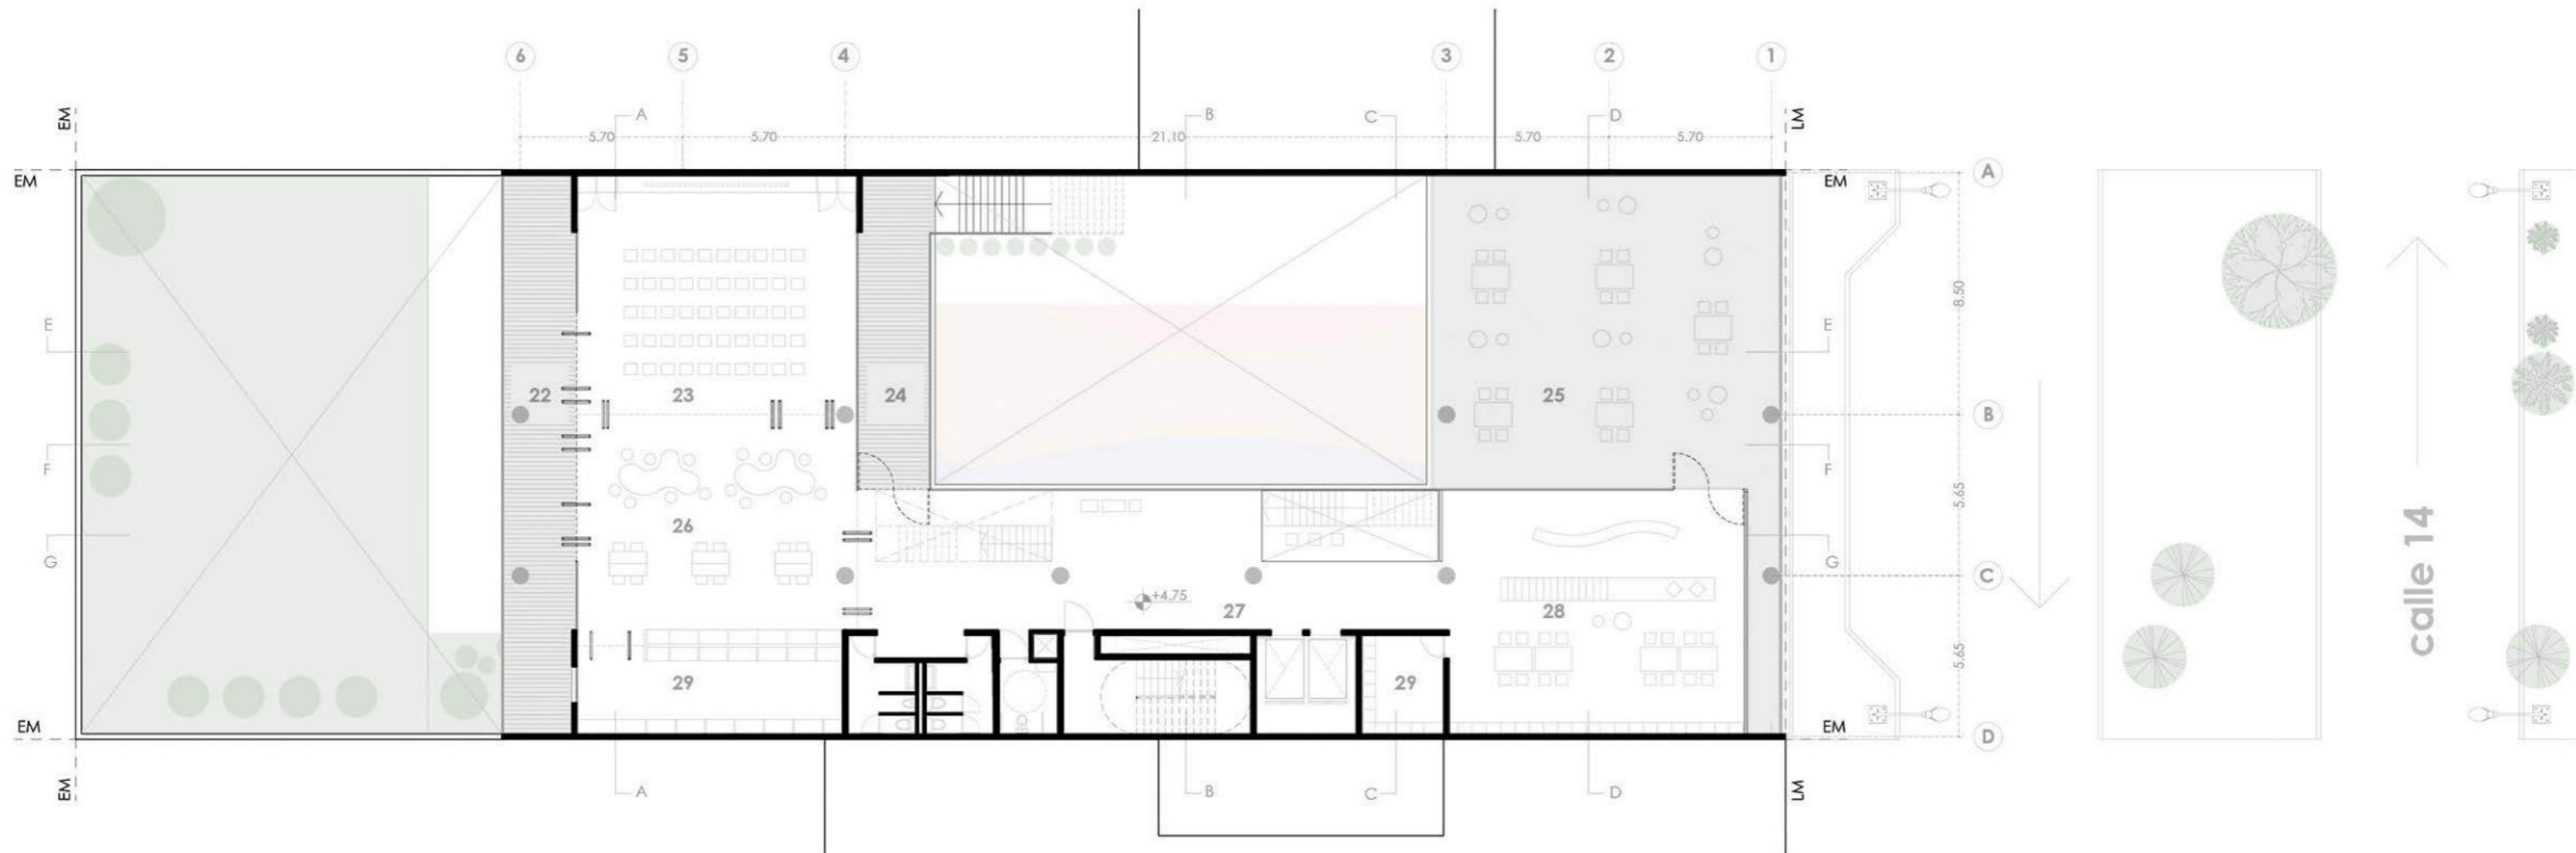 6 5 4 3 2 1
EM LM
A B C D
5.70 5.70 21.10 5.70 5.70
EM EM A
E E 8.50
22 23 24 25 B
F F
26 5.65
G G
calle 14
+4.75 C
27 28
5.65
29 29
EM EM D
EM A B C D LM